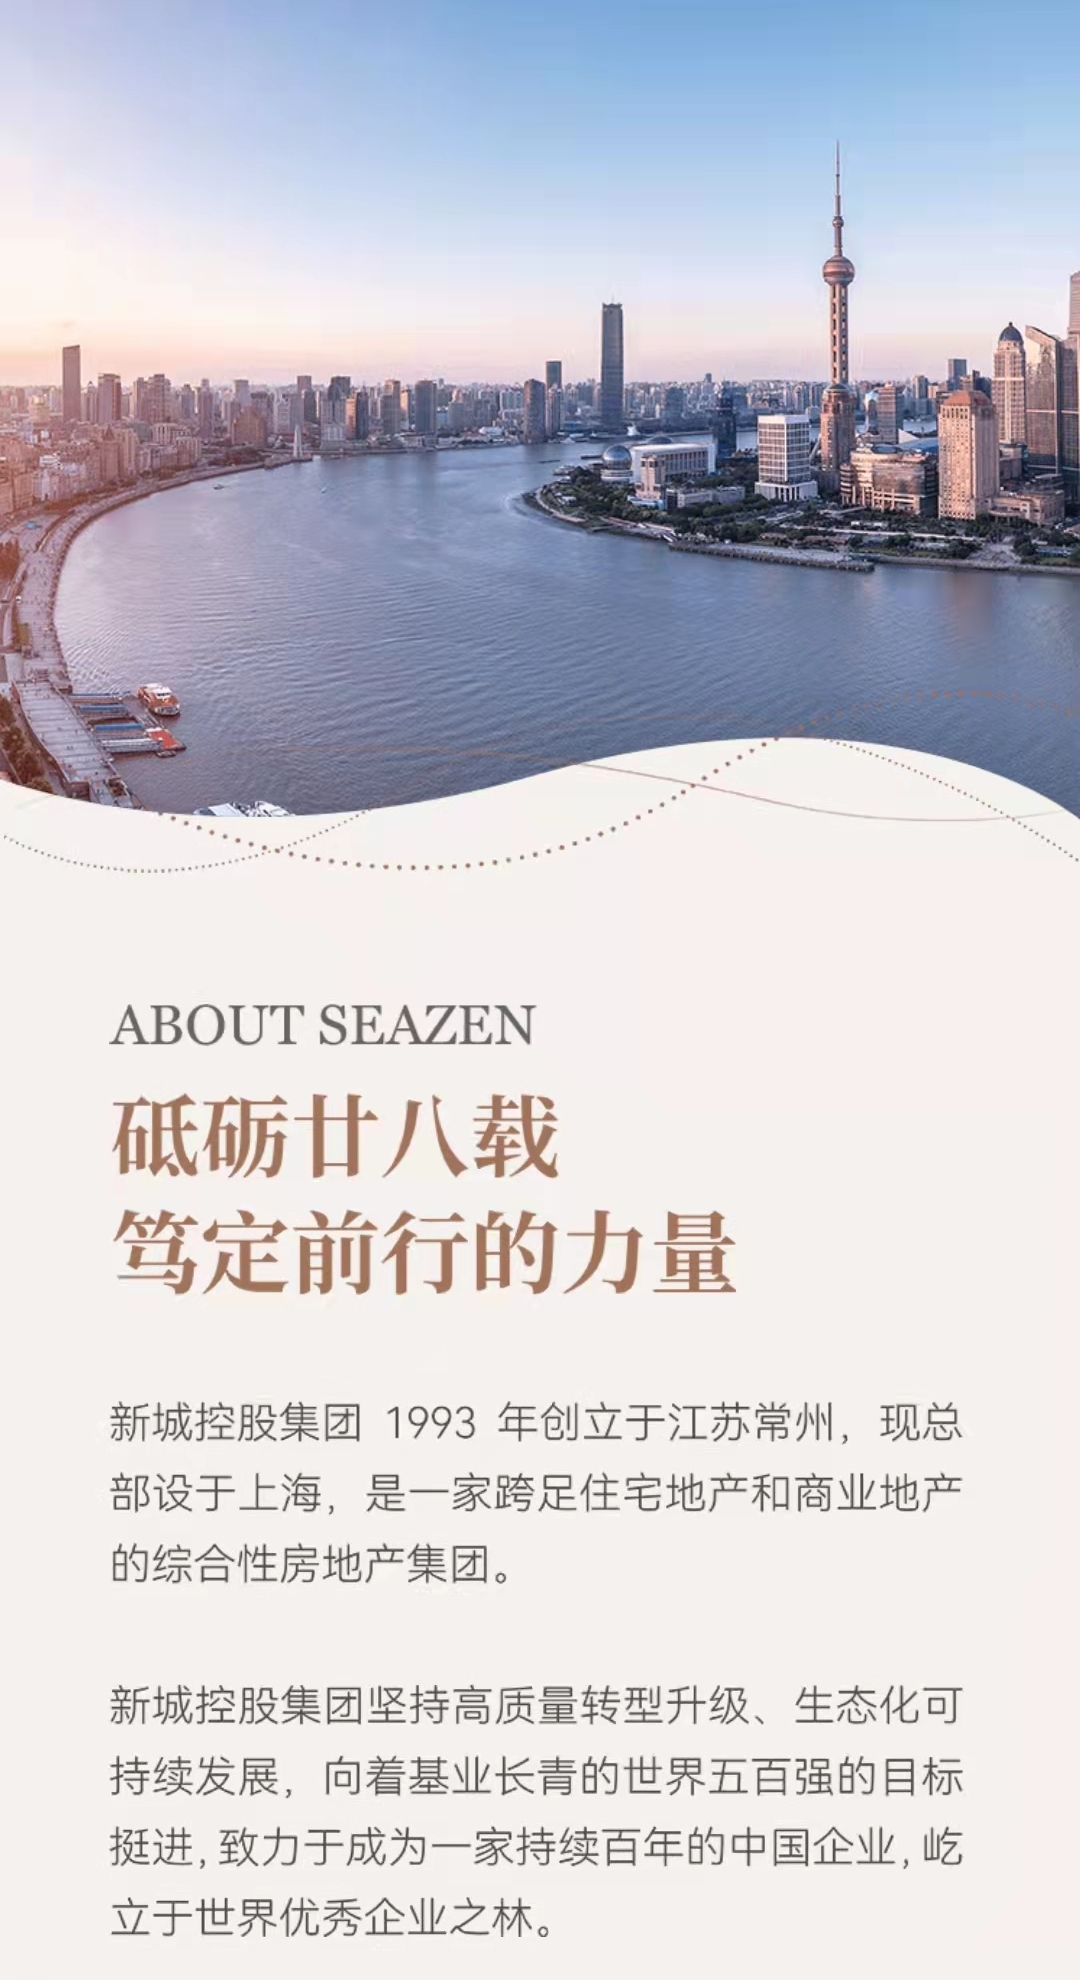 ABOUT SEAZEN
砥砺廿八载
笃定前行的力量
新城控股集团 1993 年创立于江苏常州，现总
部设于上海，是一家跨足住宅地产和商业地产
的综合性房地产集团。
新城控股集团坚持高质量转型升级、生态化可
持续发展，向着基业长青的世界五百强的目标
挺进，致力于成为一家持续百年的中国企业，屹
立于世界优秀企业之林。